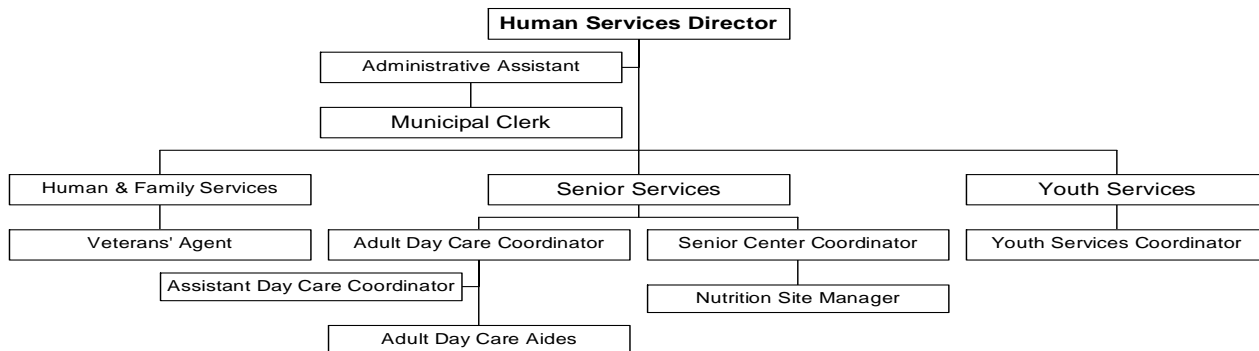 Human Services Director
Administrative Assistant
Municipal Clerk
Human & Family Services
Senior Services
Youth Services
Veterans' Agent
Adult Day Care Coordinator
Senior Center Coordinator
Youth Services Coordinator
Assistant Day Care Coordinator
Nutrition Site Manager
Adult Day Care Aides